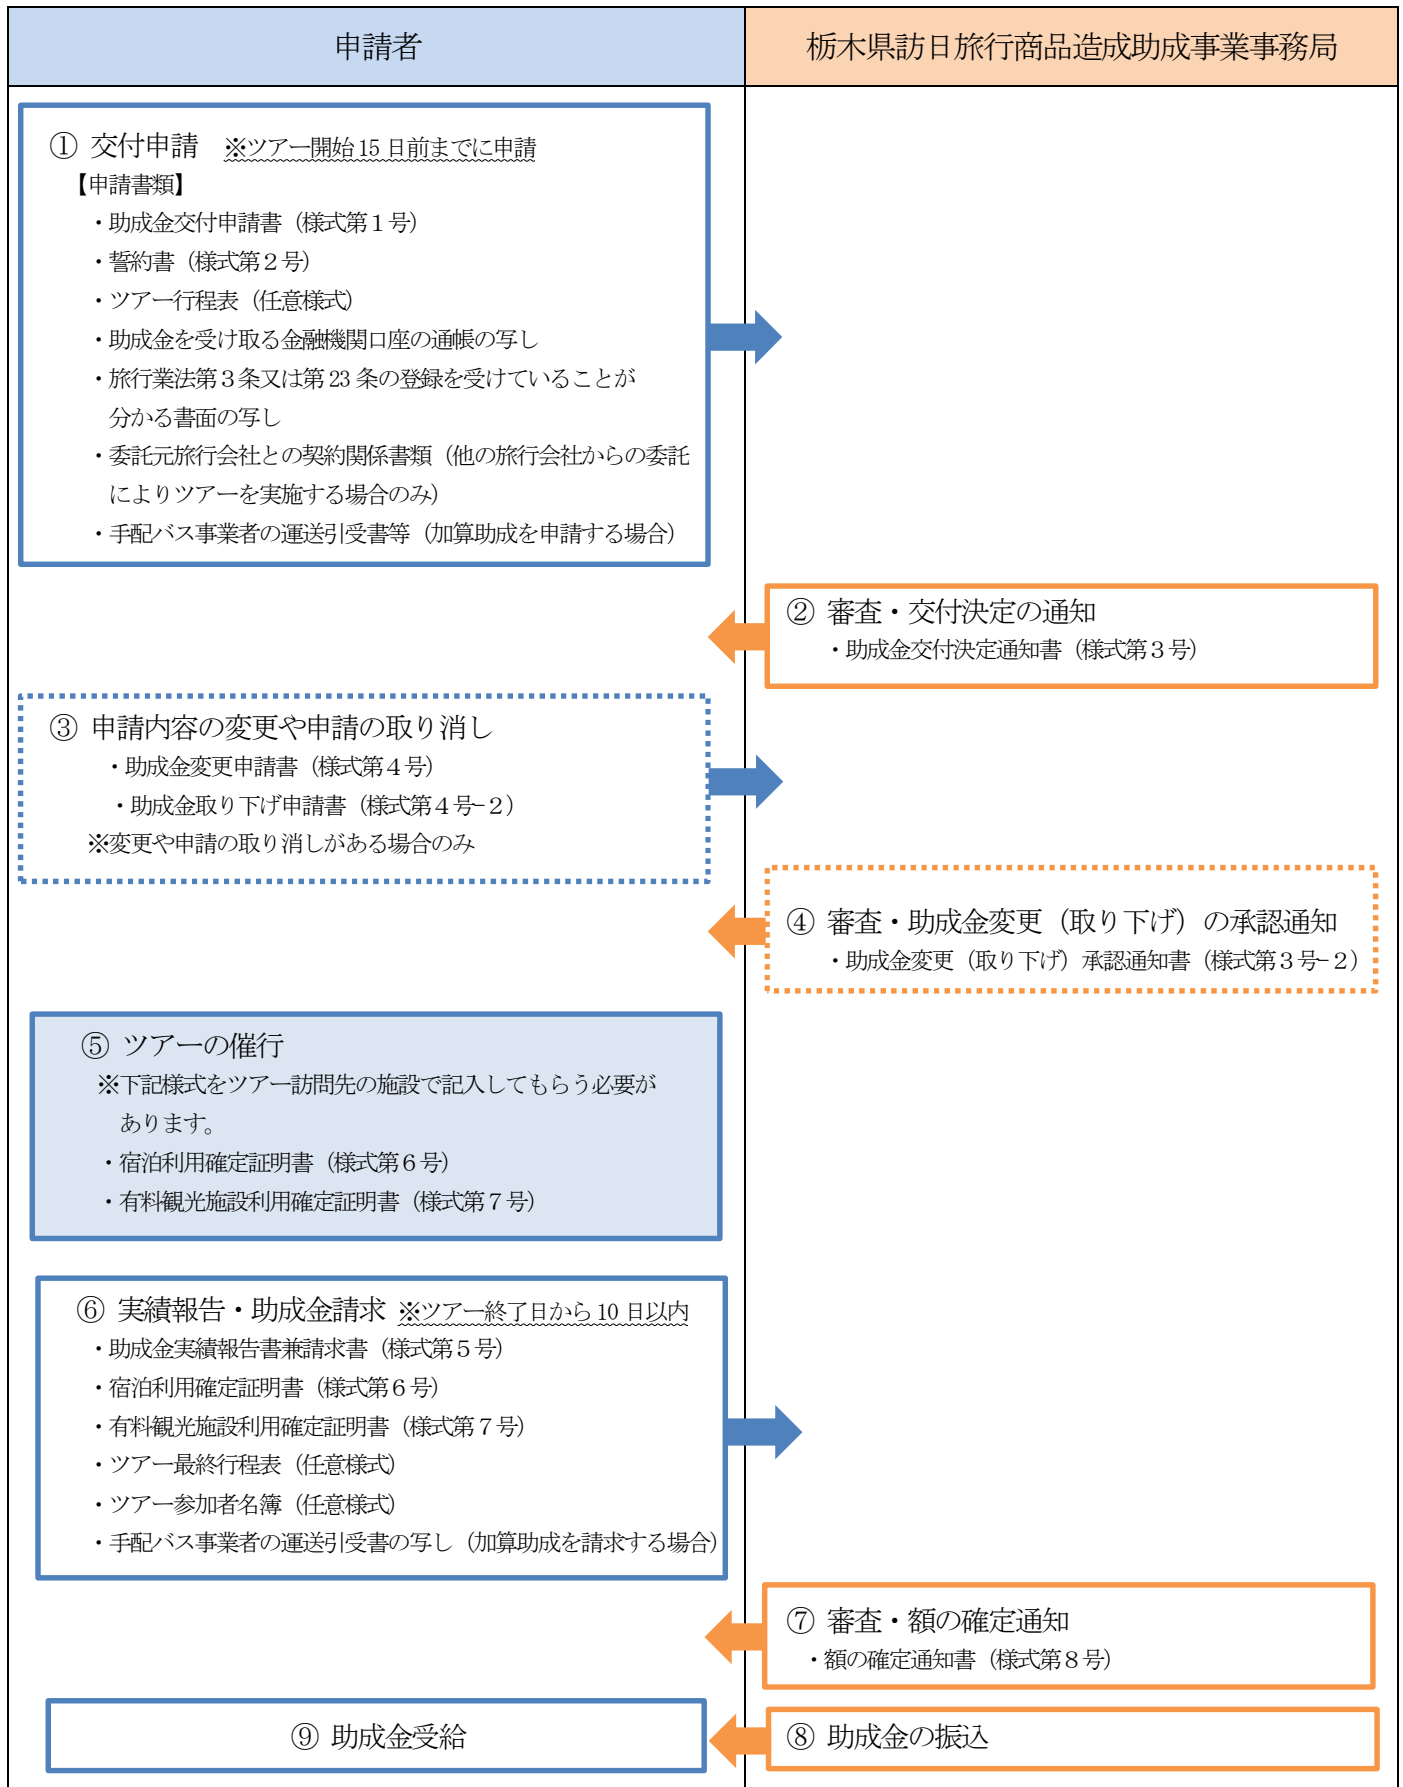 申請者
栃木県訪日旅行商品造成助成事業事務局
① 交付申請 ※ツアー開始15日前までに申請
【申請書類】
・助成金交付申請書（様式第１号）
・誓約書（様式第２号）
・ツアー行程表（任意様式）
・助成金を受け取る金融機関口座の通帳の写し
・旅行業法第３条又は第23条の登録を受けていることが
分かる書面の写し
・委託元旅行会社との契約関係書類（他の旅行会社からの委託
によりツアーを実施する場合のみ）
・手配バス事業者の運送引受書等（加算助成を申請する場合）
② 審査・交付決定の通知
・助成金交付決定通知書（様式第３号）
③ 申請内容の変更や申請の取り消し
・助成金変更申請書（様式第４号）
・助成金取り下げ申請書（様式第４号-２）
※変更や申請の取り消しがある場合のみ
④ 審査・助成金変更（取り下げ）の承認通知
・助成金変更（取り下げ）承認通知書（様式第３号-２）
⑤ ツアーの催行
※下記様式をツアー訪問先の施設で記入してもらう必要が
あります。
・宿泊利用確定証明書（様式第６号）
・有料観光施設利用確定証明書（様式第７号）
⑥ 実績報告・助成金請求 ※ツアー終了日から10日以内
・助成金実績報告書兼請求書（様式第５号）
・宿泊利用確定証明書（様式第６号）
・有料観光施設利用確定証明書（様式第７号）
・ツアー最終行程表（任意様式）
・ツアー参加者名簿（任意様式）
・手配バス事業者の運送引受書の写し（加算助成を請求する場合）
⑦ 審査・額の確定通知
・額の確定通知書（様式第８号）
⑨ 助成金受給
⑧ 助成金の振込